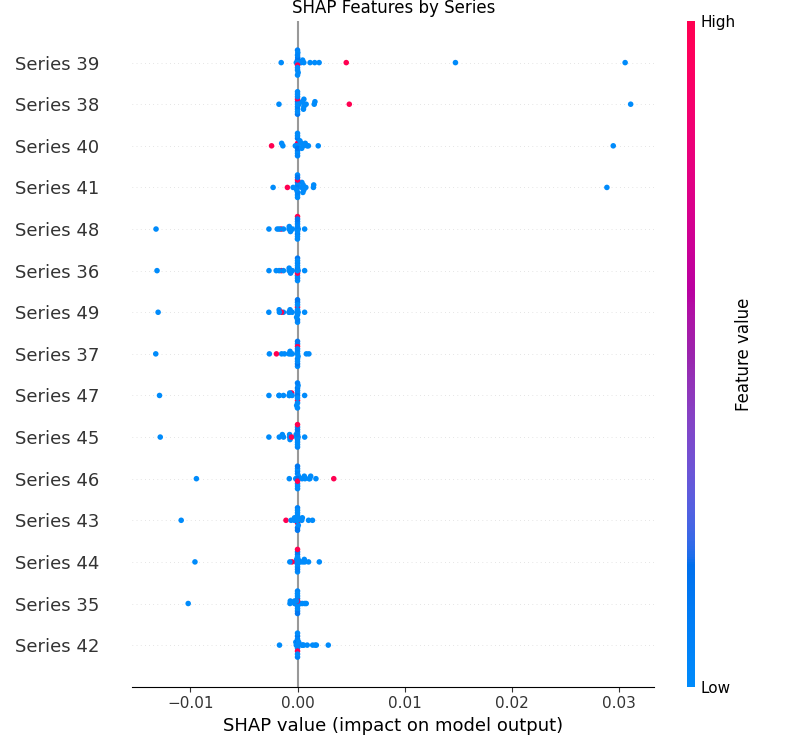 SHAP Features by Series
High
Series 39
Series 38
Series 40
Series 41
Series 48
Series 36
Series 49
Series 37
Series 47
Series 45
Series 46
Series 43
Series 44
Series 35
Series 42
Feature value
Low
−0.01 0.00 0.01 0.02 0.03
SHAP value (impact on model output)